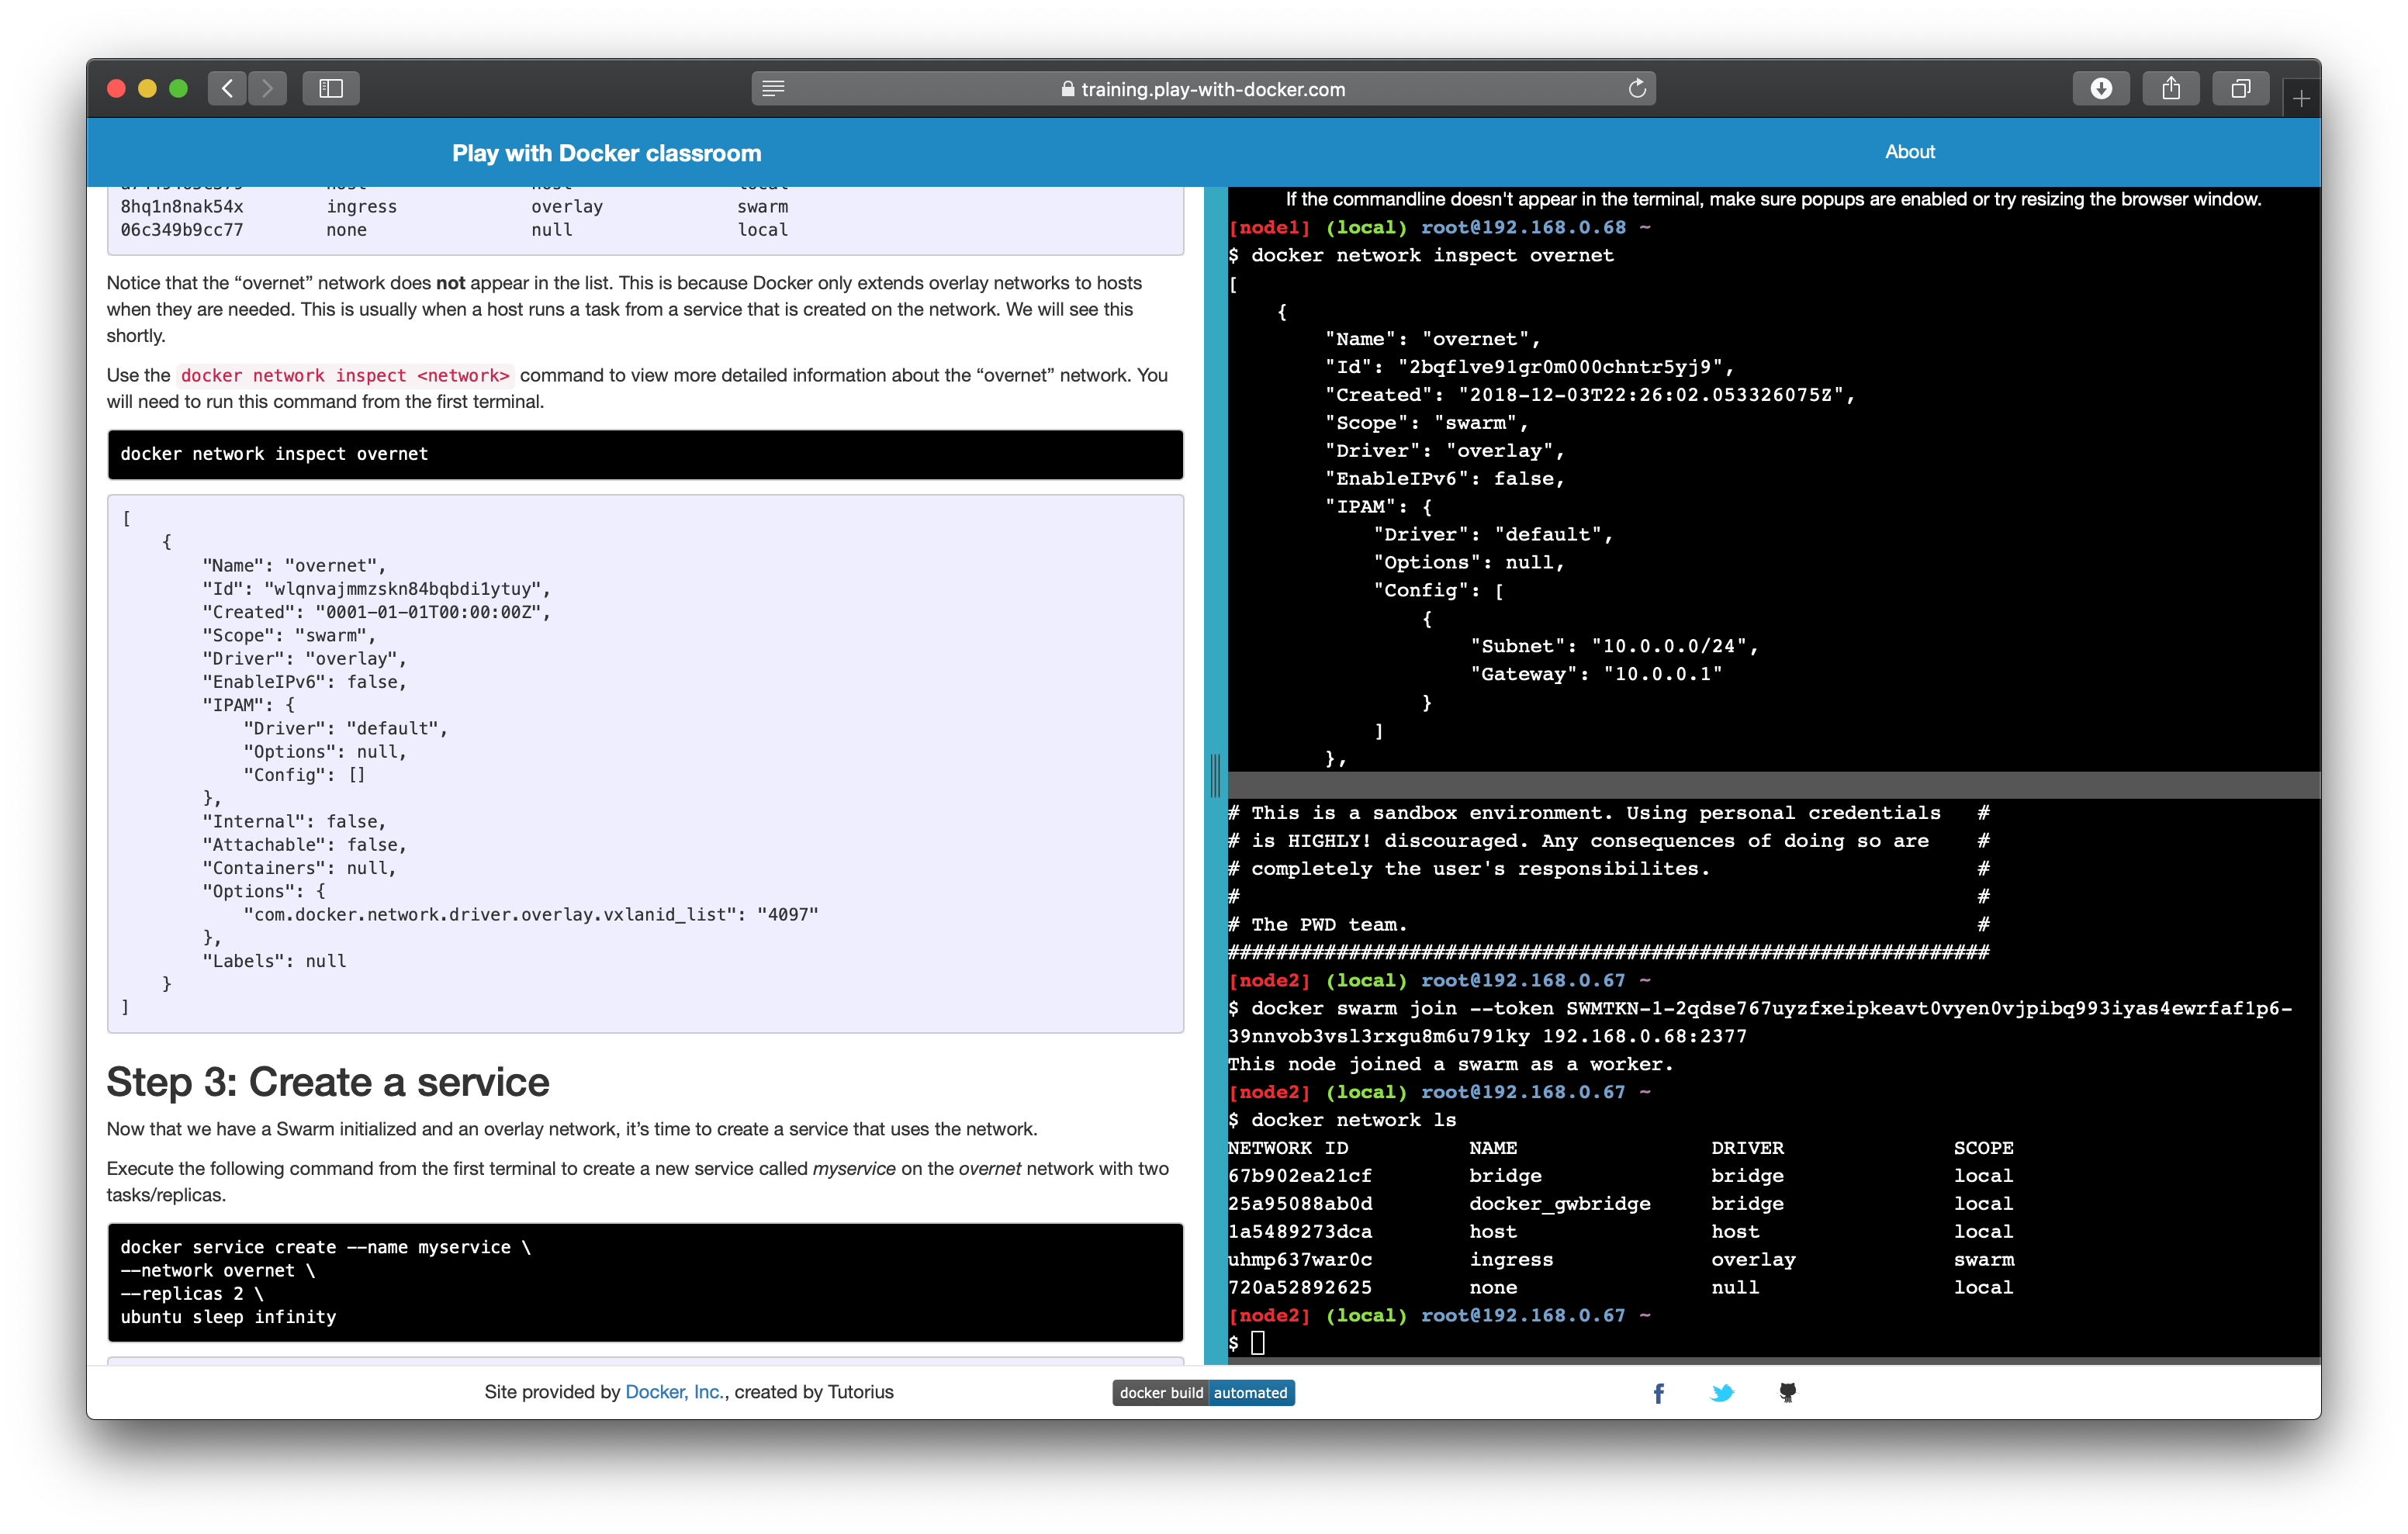 training.play-with-docker.com
Play with Docker classroom
About
8hq1n8nak54x ingress overlay swarm
06c349b9cc77 none null local
Notice that the “overnet” network does not appear in the list. This is because Docker only extends overlay networks to hosts
when they are needed. This is usually when a host runs a task from a service that is created on the network. We will see this
shortly.
Use the docker network inspect <network> command to view more detailed information about the “overnet” network. You
will need to run this command from the first terminal.
docker network inspect overnet
[
    {
        "Name": "overnet",
        "Id": "wlqnvajmmzskn84bqbdi1ytuy",
        "Created": "0001-01-01T00:00:00Z",
        "Scope": "swarm",
        "Driver": "overlay",
        "EnableIPv6": false,
        "IPAM": {
            "Driver": "default",
            "Options": null,
            "Config": []
        },
        "Internal": false,
        "Attachable": false,
        "Containers": null,
        "Options": {
            "com.docker.network.driver.overlay.vxlanid_list": "4097"
        },
        "Labels": null
    }
]
Step 3: Create a service
Now that we have a Swarm initialized and an overlay network, it’s time to create a service that uses the network.
Execute the following command from the first terminal to create a new service called myservice on the overnet network with two
tasks/replicas.
docker service create --name myservice \
--network overnet \
--replicas 2 \
ubuntu sleep infinity
If the commandline doesn't appear in the terminal, make sure popups are enabled or try resizing the browser window.
[node1] (local) root@192.168.0.68 ~
$ docker network inspect overnet
[
    {
        "Name": "overnet",
        "Id": "2bqflve91gr0m000chntr5yj9",
        "Created": "2018-12-03T22:26:02.053326075Z",
        "Scope": "swarm",
        "Driver": "overlay",
        "EnableIPv6": false,
        "IPAM": {
            "Driver": "default",
            "Options": null,
            "Config": [
                {
                    "Subnet": "10.0.0.0/24",
                    "Gateway": "10.0.0.1"
                }
            ]
        },
# This is a sandbox environment. Using personal credentials #
# is HIGHLY! discouraged. Any consequences of doing so are #
# completely the user's responsibilites. #
# #
# The PWD team. #
###############################################################
[node2] (local) root@192.168.0.67 ~
$ docker swarm join --token SWMTKN-1-2qdse767uyzfxeipkeavt0vyen0vjpibq993iyas4ewrfaf1p6-
39nnvob3vsl3rxgu8m6u79lky 192.168.0.68:2377
This node joined a swarm as a worker.
[node2] (local) root@192.168.0.67 ~
$ docker network ls
NETWORK ID NAME DRIVER SCOPE
67b902ea21cf bridge bridge local
25a95088ab0d docker_gwbridge bridge local
1a5489273dca host host local
uhmp637war0c ingress overlay swarm
720a52892625 none null local
[node2] (local) root@192.168.0.67 ~
$
Site provided by Docker, Inc., created by Tutorius
docker build automated